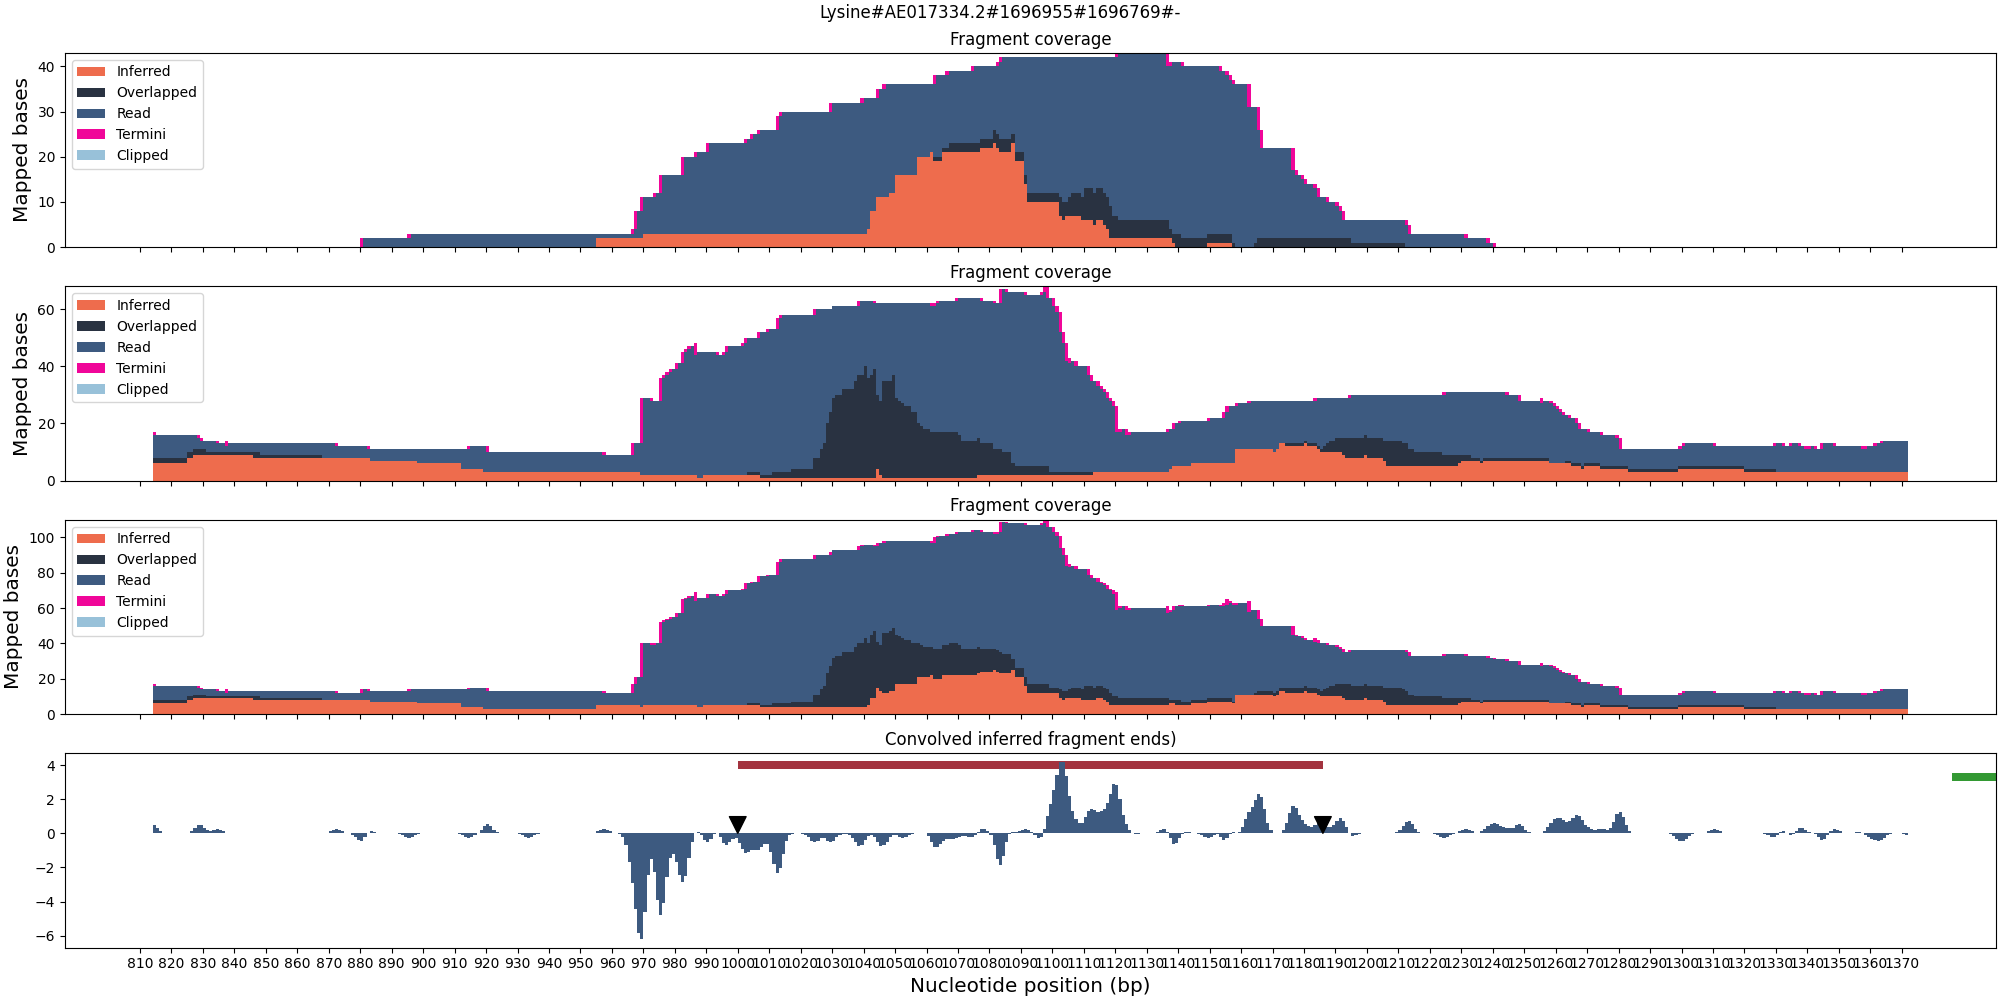 Lysine#AE017334.2#1696955#1696769#-
Fragment coverage
Mapped bases
40
30
20
10
0
Inferred
Overlapped
Read
Termini
Clipped
Fragment coverage
Mapped bases
60
40
20
0
Inferred
Overlapped
Read
Termini
Clipped
Fragment coverage
Mapped bases
100
80
60
40
20
0
Inferred
Overlapped
Read
Termini
Clipped
Convolved inferred fragment ends)
4
2
0
−2
−4
−6
810 820 830 840 850 860 870 880 890 900 910 920 930 940 950 960 970 980 990 1000 1010 1020 1030 1040 1050 1060 1070 1080 1090 1100 1110 1120 1130 1140 1150 1160 1170 1180 1190 1200 1210 1220 1230 1240 1250 1260 1270 1280 1290 1300 1310 1320 1330 1340 1350 1360 1370
Nucleotide position (bp)